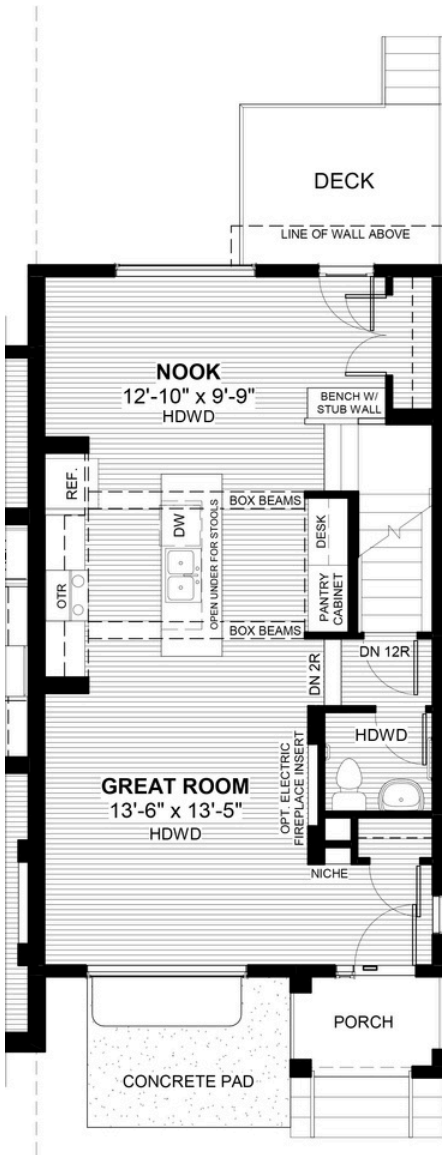 DECK
LINE OF WALL ABOVE
NOOK
12'-10" x 9'-9"
HDWD
BENCH W/
STUB WALL
REF.
BOX BEAMS
DW
OPEN UNDER FOR STOOLS
DESK
OTR
PANTRY
CABINET
BOX BEAMS
DN 2R
DN 12R
HDWD
GREAT ROOM
13'-6" x 13'-5"
HDWD
OPT. ELECTRIC
FIREPLACE INSERT
NICHE
PORCH
CONCRETE PAD